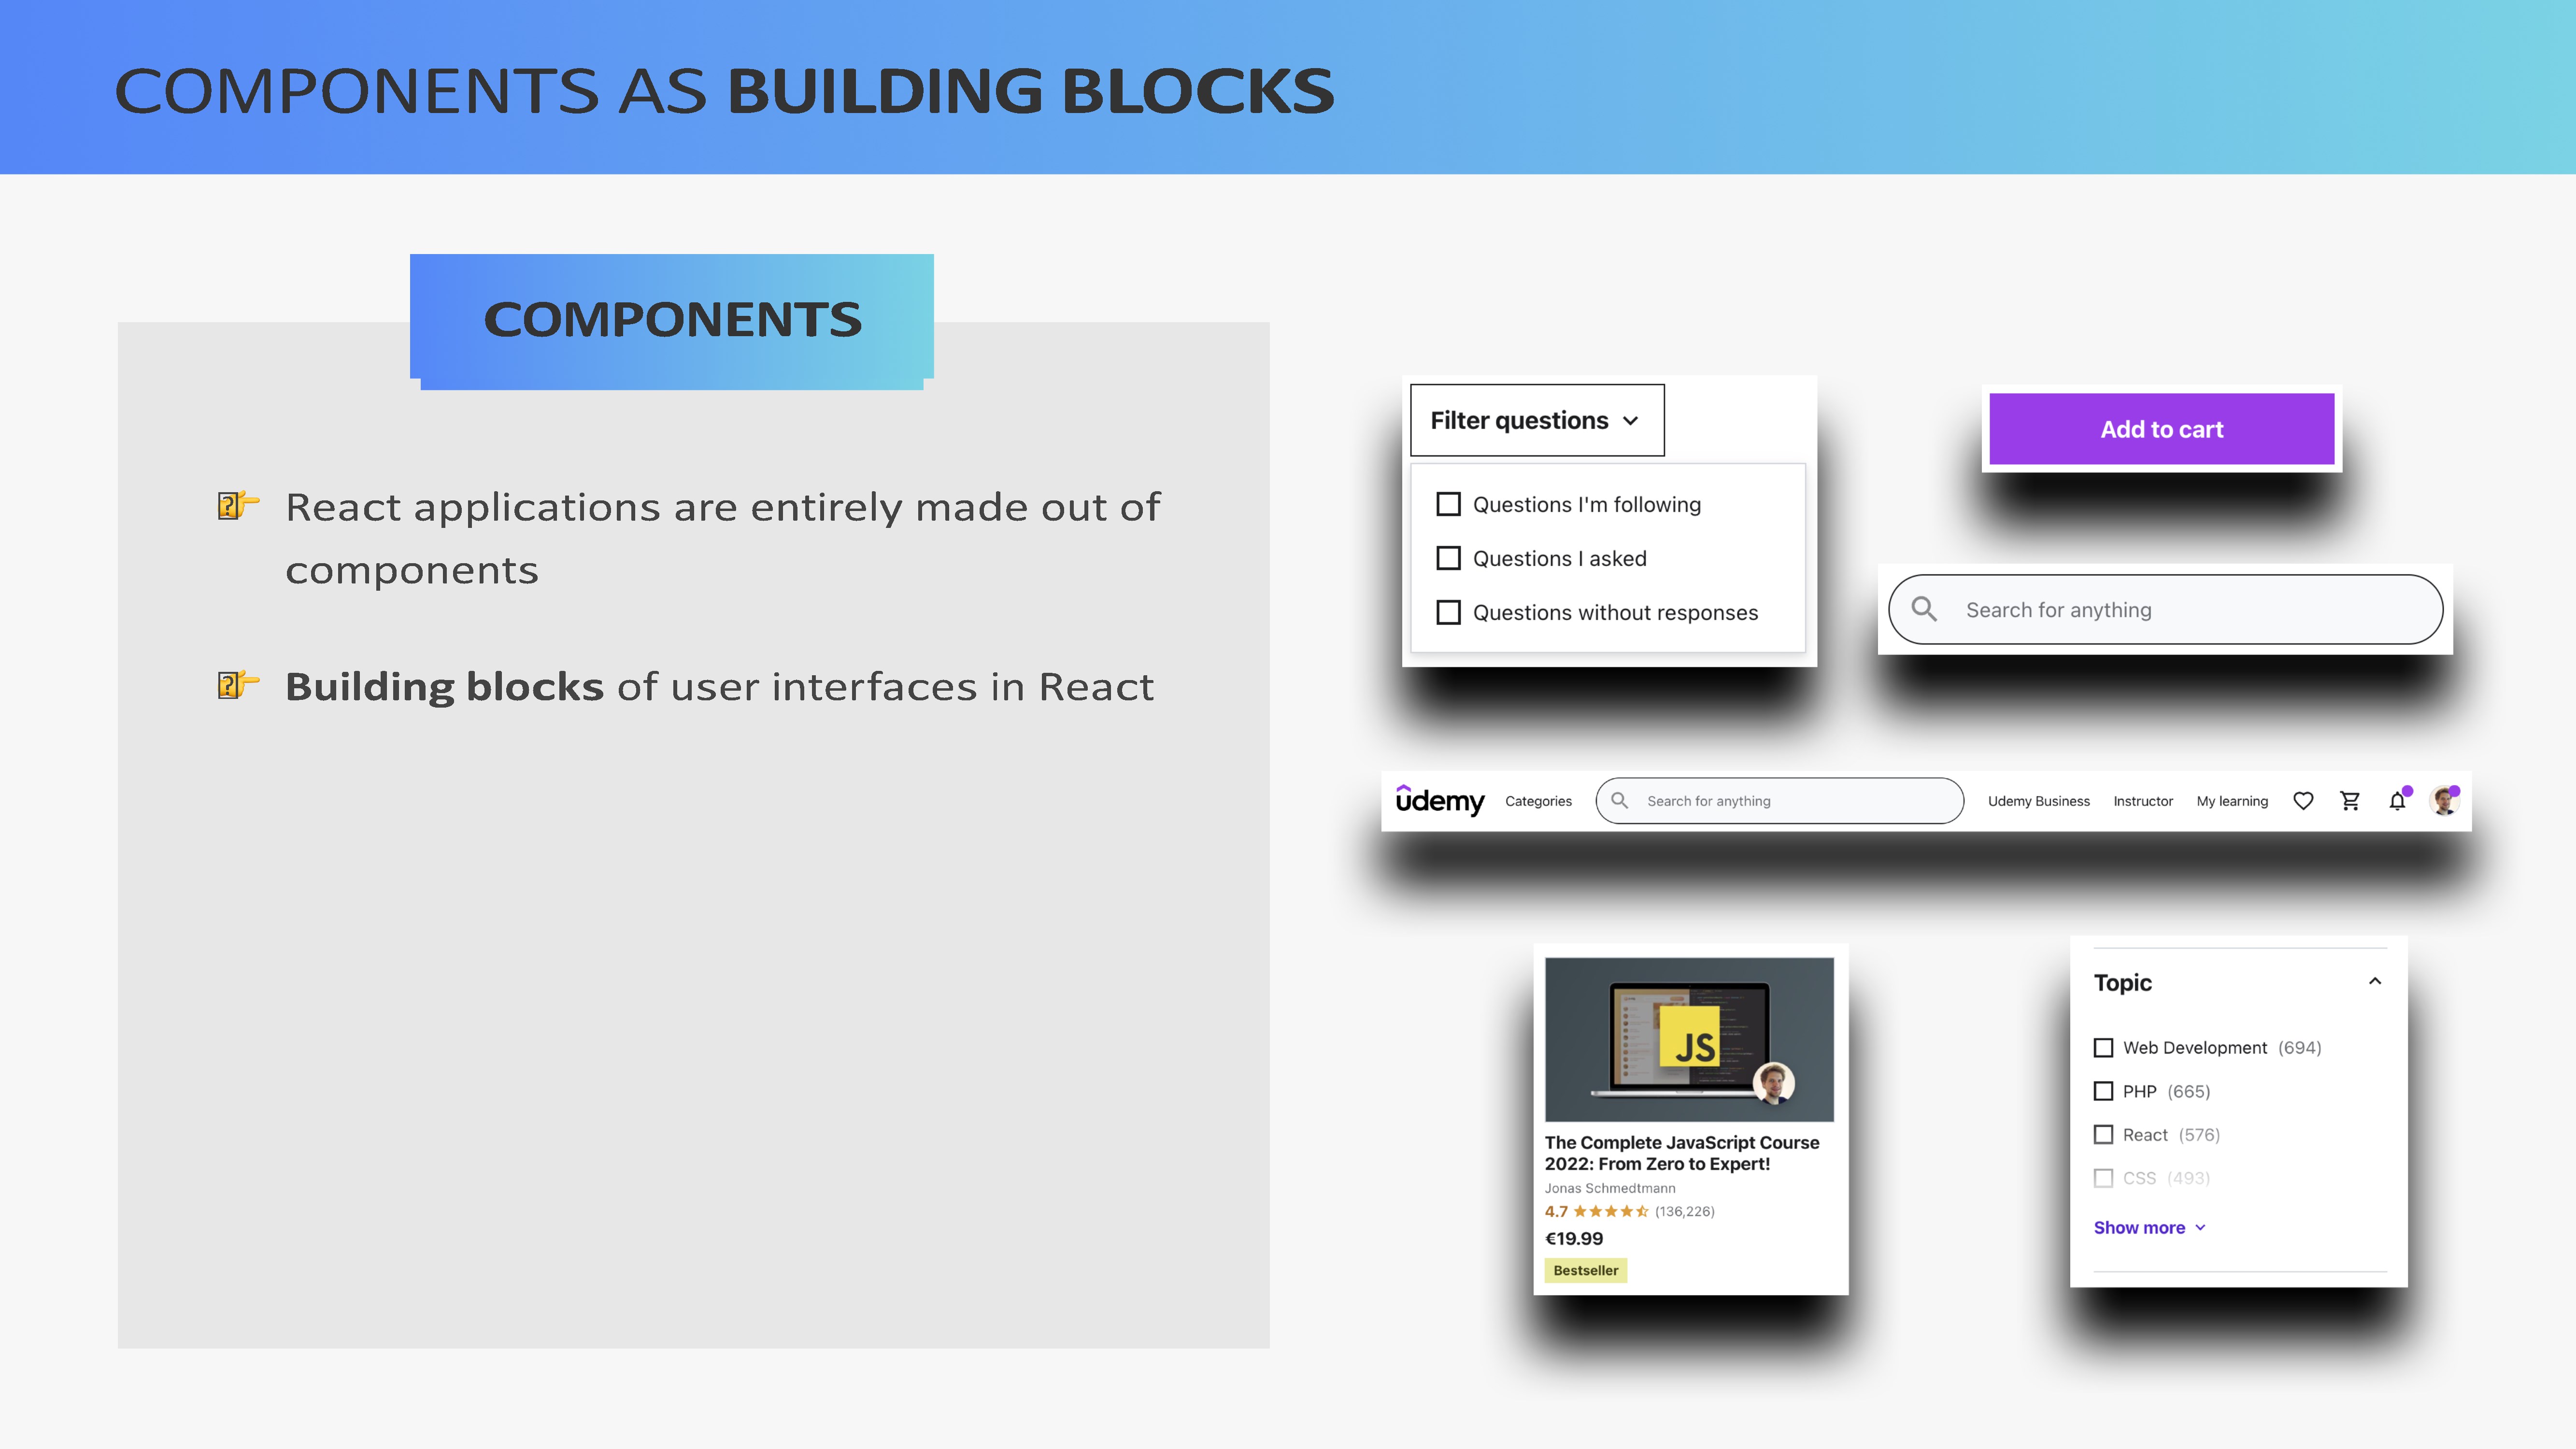 COMPONENTS AS BUILDING BLOCKS
COMPONENTS
React applications are entirely made out of
components
Building blocks of user interfaces in React
Filter questions
Questions I'm following
Questions I asked
Questions without responses
Add to cart
Search for anything
udemy Categories Search for anything Udemy Business Instructor My learning
JS
The Complete JavaScript Course
2022: From Zero to Expert!
Jonas Schmedtmann
4.7 (136,226)
€19.99
Bestseller
Topic
Web Development (694)
PHP (665)
React (576)
CSS (493)
Show more